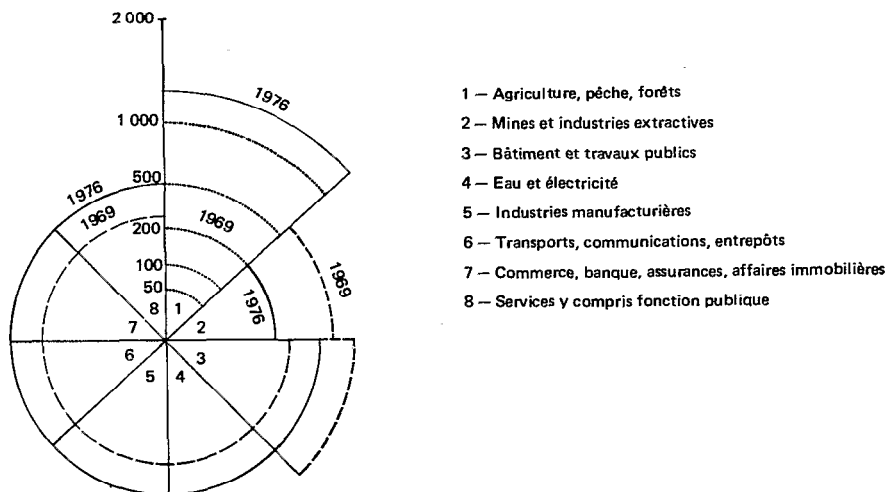 2 000
1976
1 000
500
1976
1969
1969
200
100
50
1969
1976
8
1
7
2
6
3
5
4
1 — Agriculture, pêche, forêts
2 — Mines et industries extractives
3 — Bâtiment et travaux publics
4 — Eau et électricité
5 — Industries manufacturières
6 — Transports, communications, entrepôts
7 — Commerce, banque, assurances, affaires immobilières
8 — Services y compris fonction publique